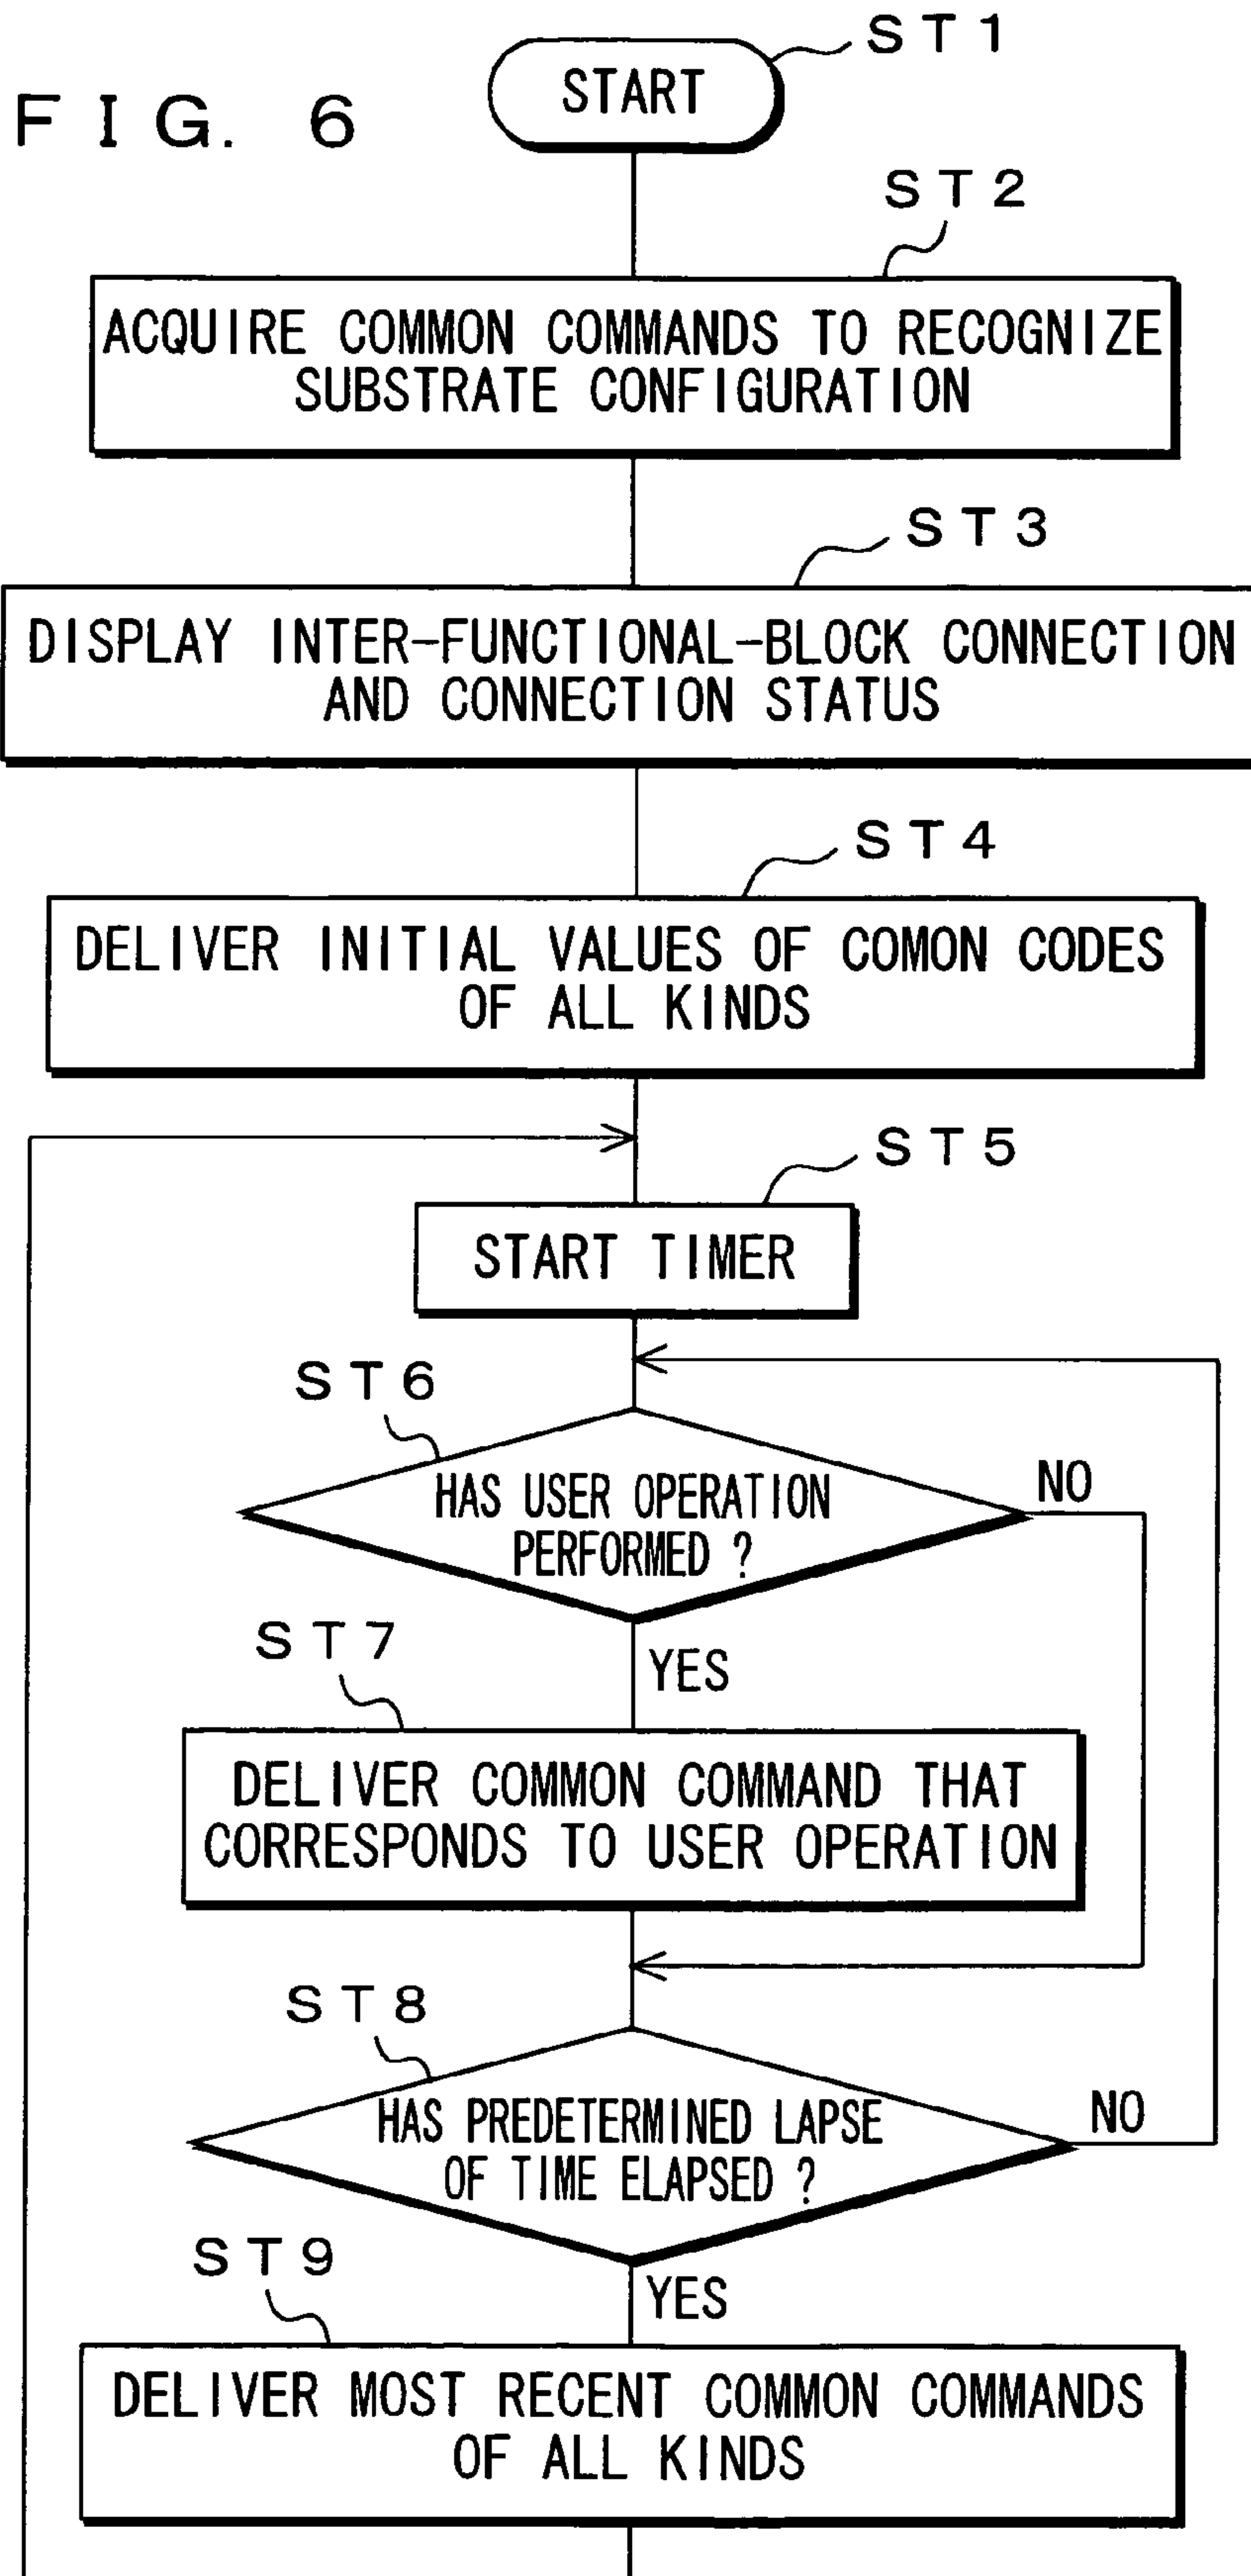 FIG. 6
START
ST1
ST2
ACQUIRE COMMON COMMANDS TO RECOGNIZE
SUBSTRATE CONFIGURATION
ST3
DISPLAY INTER-FUNCTIONAL-BLOCK CONNECTION
AND CONNECTION STATUS
ST4
DELIVER INITIAL VALUES OF COMON CODES
OF ALL KINDS
ST5
START TIMER
ST6
HAS USER OPERATION
PERFORMED ?
NO
YES
ST7
DELIVER COMMON COMMAND THAT
CORRESPONDS TO USER OPERATION
ST8
HAS PREDETERMINED LAPSE
OF TIME ELAPSED ?
NO
YES
ST9
DELIVER MOST RECENT COMMON COMMANDS
OF ALL KINDS